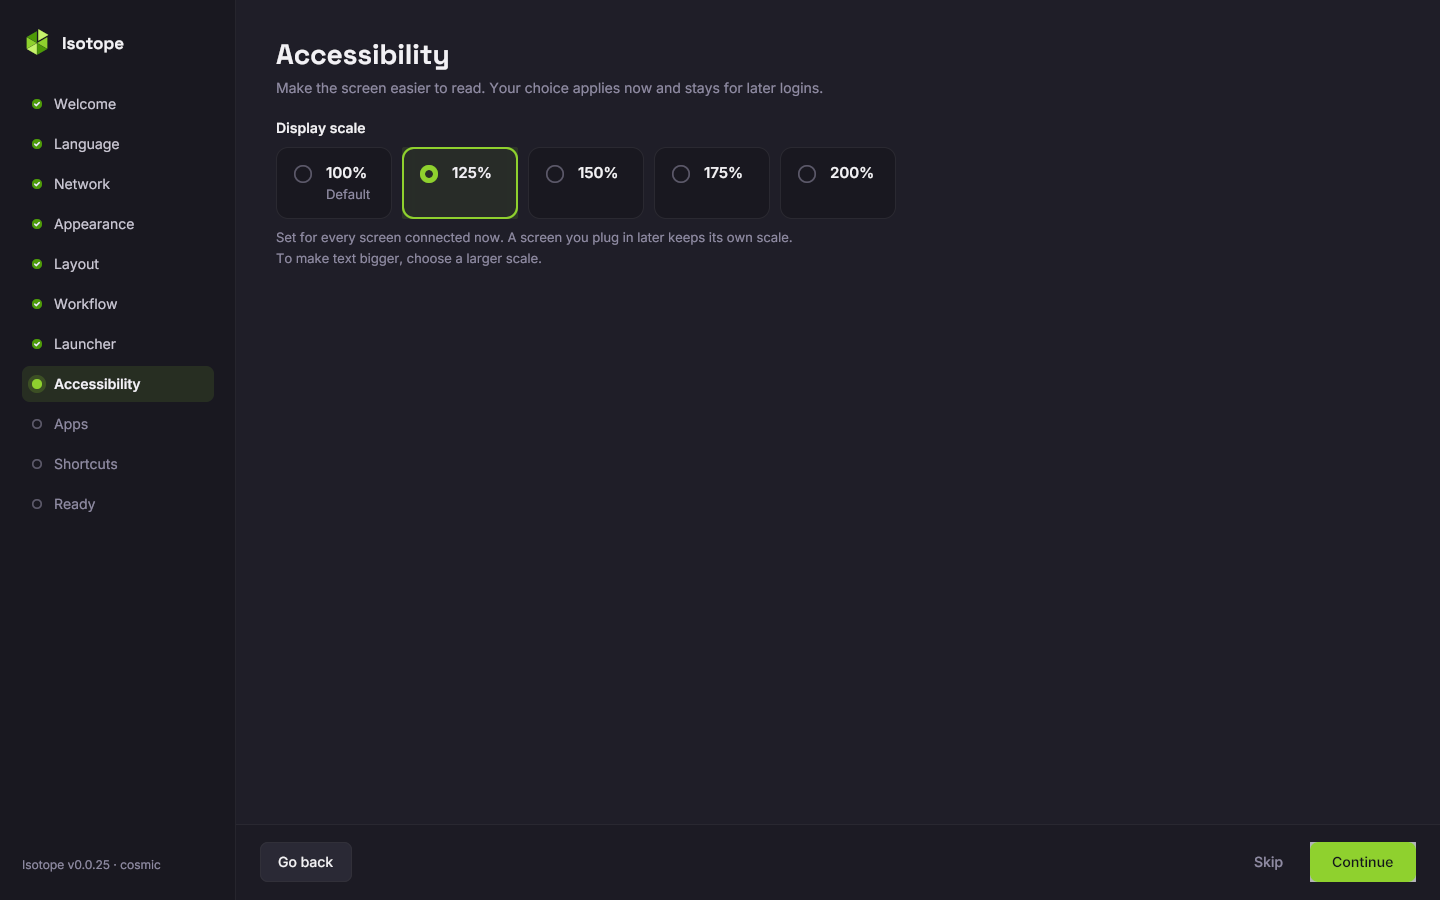 Isotope
Welcome
Language
Network
Appearance
Layout
Workflow
Launcher
Accessibility
Apps
Shortcuts
Ready
Isotope v0.0.25 · cosmic
Accessibility
Make the screen easier to read. Your choice applies now and stays for later logins.
Display scale
100%
Default
125%
150%
175%
200%
Set for every screen connected now. A screen you plug in later keeps its own scale.
To make text bigger, choose a larger scale.
Go back
Skip
Continue